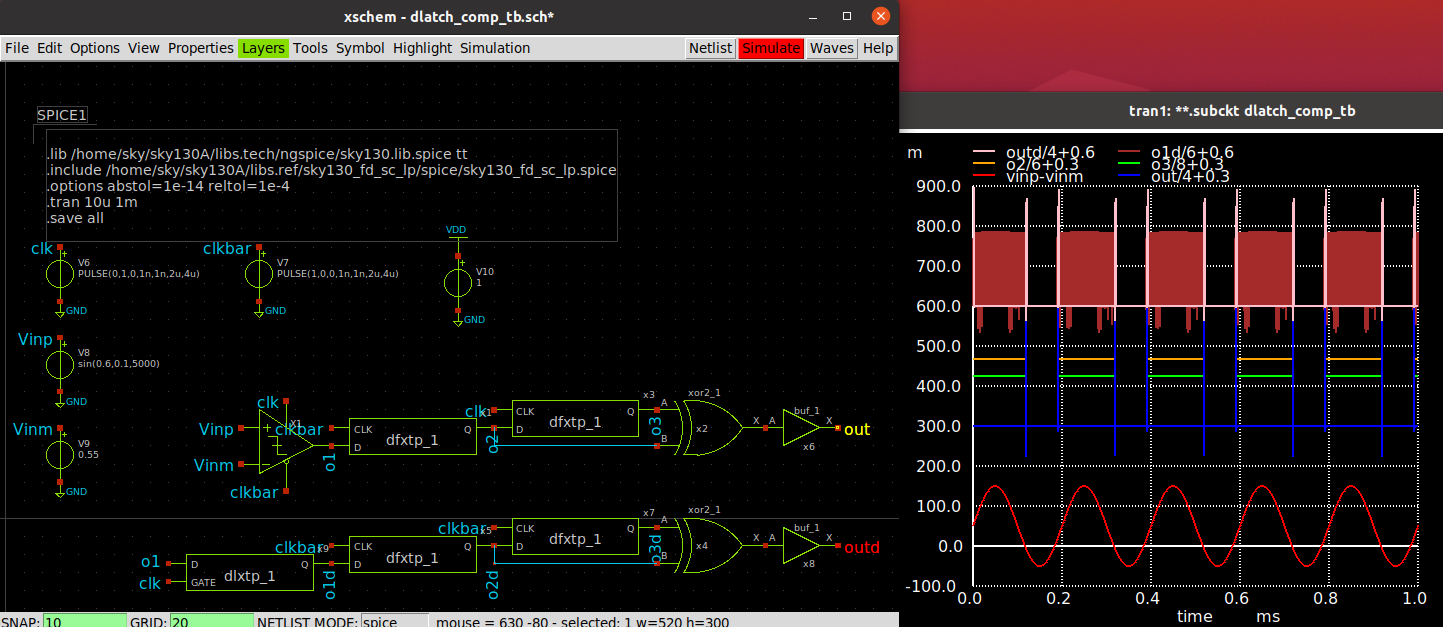 xschem - dlatch_comp_tb.sch*
File Edit Options View Properties Layers Tools Symbol Highlight Simulation Netlist Simulate Waves Help
SPICE1
.lib /home/sky/sky130A/libs.tech/ngspice/sky130.lib.spice tt
.include /home/sky/sky130A/libs.ref/sky130_fd_sc_lp/spice/sky130_fd_sc_lp.spice
.options abstol=1e-14 reltol=1e-4
.tran 10u 1m
.save all
clk
V6
PULSE(0,1,0,1n,1n,2u,4u)
GND
clkbar
V7
PULSE(1,0,0,1n,1n,2u,4u)
GND
VDD
V10
1
GND
Vinp
V8
sin(0.6,0.1,5000)
GND
Vinm
V9
0.55
GND
clk
Vinp
Vinm
clkbar
x1
o1
clkbar
CLK
D
Q
dfxtp_1
o2
clk
x1
CLK
D
Q
dfxtp_1
x3
o3
A
B
xor2_1
x2
X
A
buf_1
X
x6
out
o1
clk
D
GATE
Q
dlxtp_1
x9
o1d
clkbar
CLK
D
Q
dfxtp_1
o2d
clkbar
x5
CLK
D
Q
dfxtp_1
x7
o3d
A
B
xor2_1
x4
X
A
buf_1
X
x8
outd
SNAP: 10 GRID: 20 NETLIST MODE: spice mouse = 630 -80 - selected: 1 w=520 h=300
tran1: **.subckt dlatch_comp_tb
m
outd/4+0.6 o1d/6+0.6
o2/6+0.3 o3/8+0.3
vinp-vinm out/4+0.3
900.0
800.0
700.0
600.0
500.0
400.0
300.0
200.0
100.0
0.0
-100.0
0.0 0.2 0.4 0.6 0.8 1.0
time ms